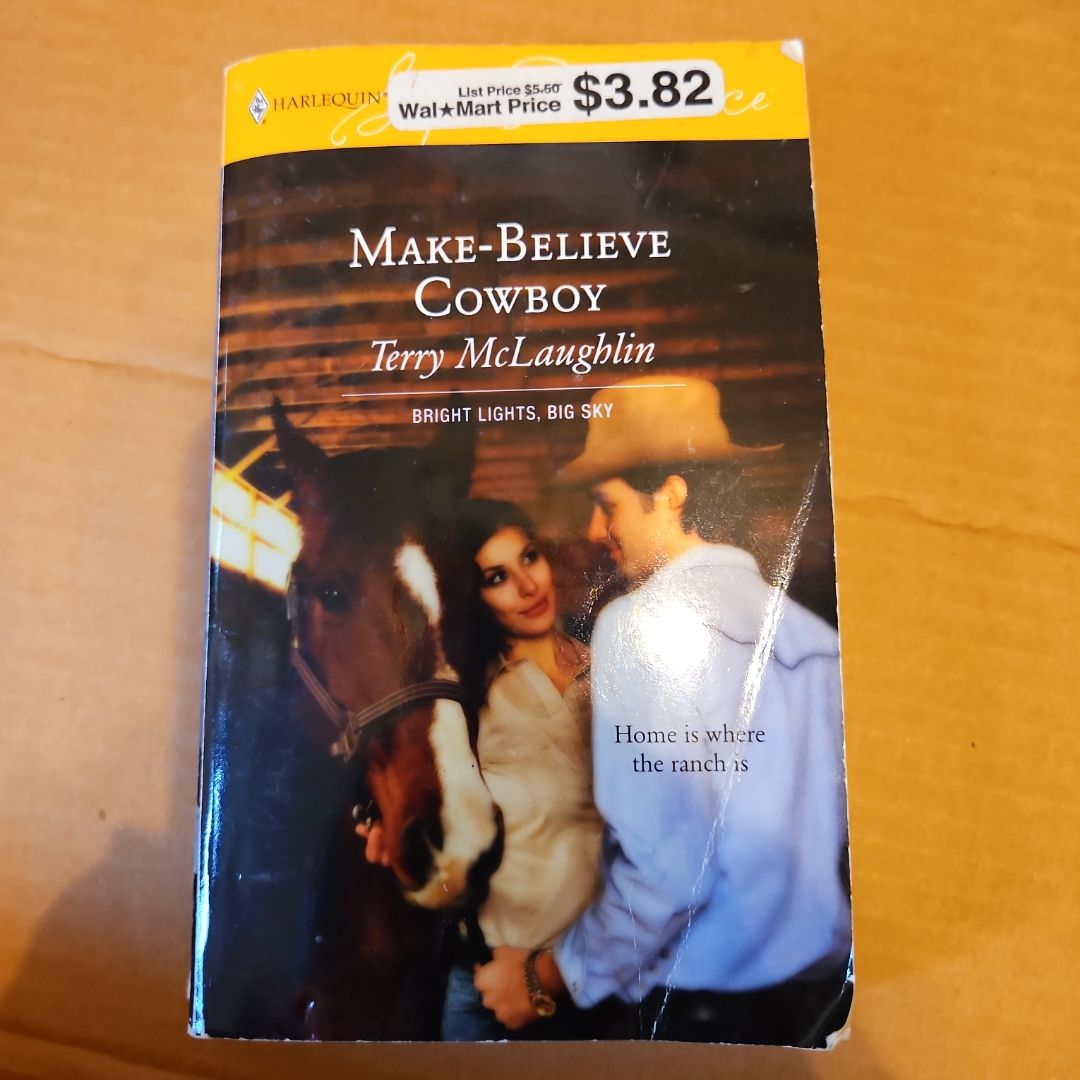 HARLEQUIN®
List Price $5.50
Wal★Mart Price $3.82
MAKE-BELIEVE
COWBOY
Terry McLaughlin
BRIGHT LIGHTS, BIG SKY
Home is where
the ranch is